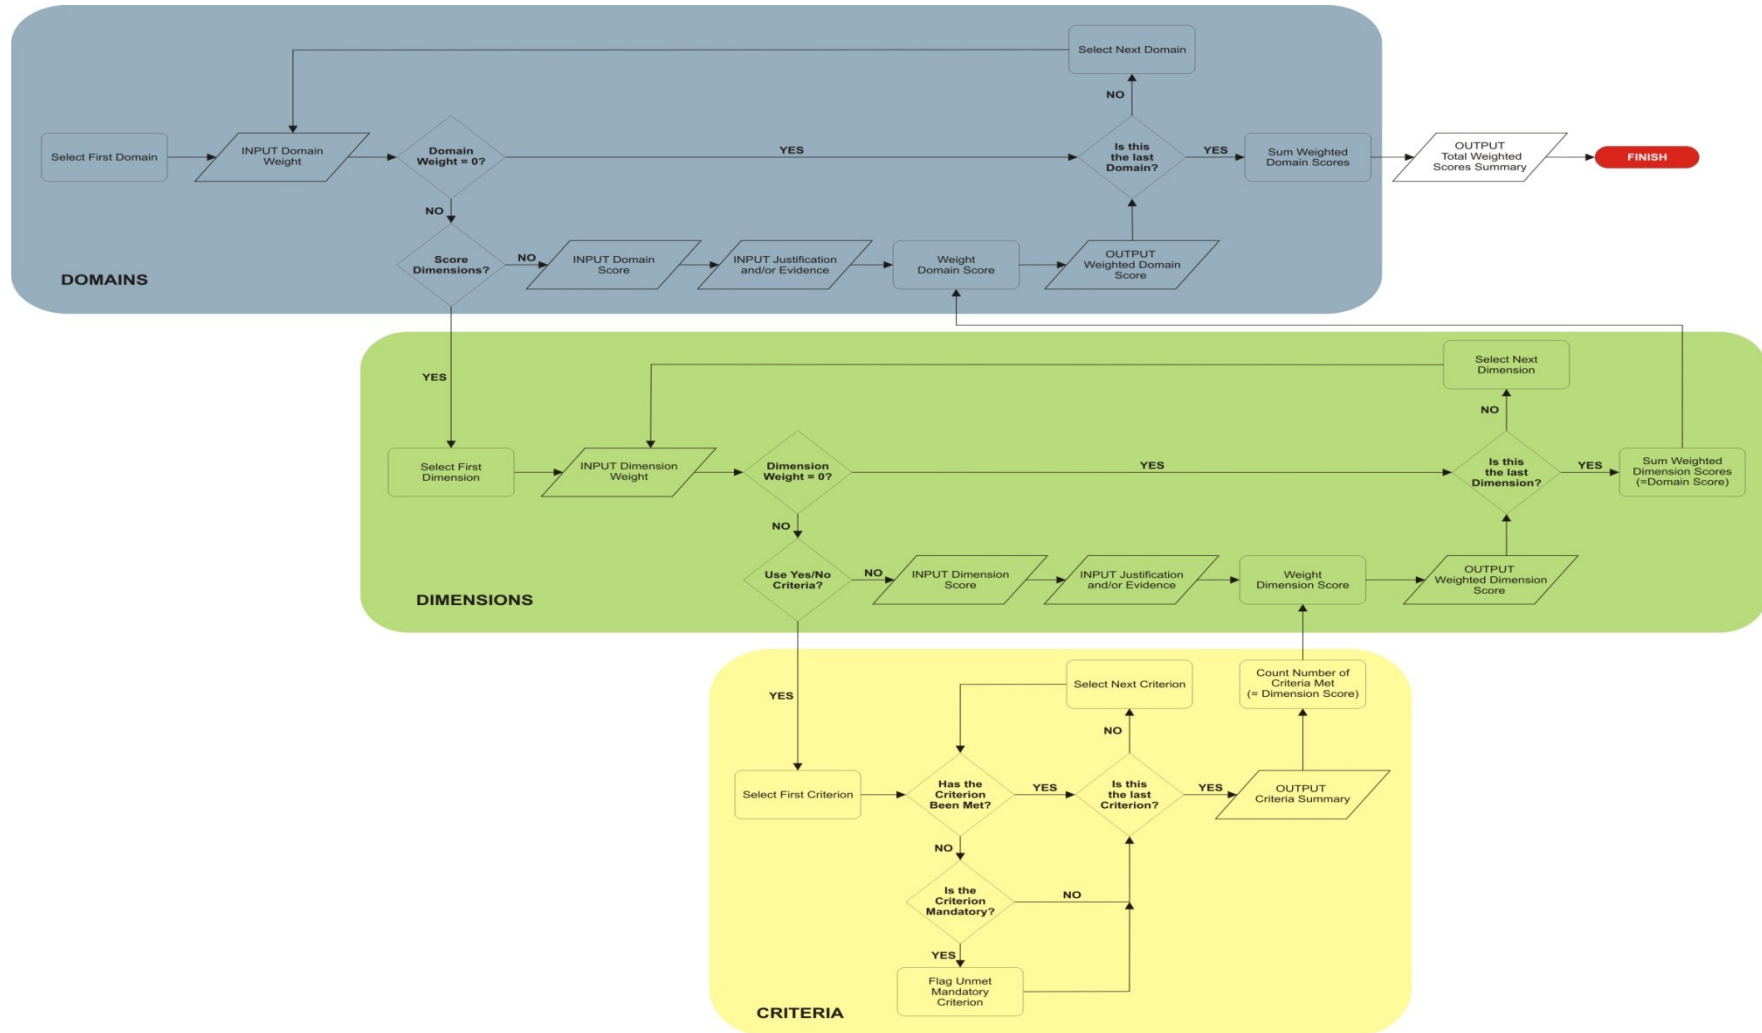 Select Next Domain
NO
Select First Domain
INPUT Domain
Weight
Domain
Weight = 0?
YES
Is this
the last
Domain?
YES
Sum Weighted
Domain Scores
OUTPUT
Total Weighted
Scores Summary
FINISH
NO
Score
Dimensions?
NO
INPUT Domain
Score
INPUT Justification
and/or Evidence
Weight
Domain Score
OUTPUT
Weighted Domain
Score
DOMAINS
YES
Select Next
Dimension
NO
Select First
Dimension
INPUT Dimension
Weight
Dimension
Weight = 0?
YES
Is this
the last
Dimension?
YES
Sum Weighted
Dimension Scores
(=Domain Score)
NO
Use Yes/No
Criteria?
NO
INPUT Dimension
Score
INPUT Justification
and/or Evidence
Weight
Dimension Score
OUTPUT
Weighted Dimension
Score
DIMENSIONS
YES
Select Next Criterion
Count Number of
Criteria Met
(= Dimension Score)
NO
Select First Criterion
Has the
Criterion
Been Met?
YES
Is this
the last
Criterion?
YES
OUTPUT
Criteria Summary
NO
Is the
Criterion
Mandatory?
NO
YES
Flag Unmet
Mandatory
Criterion
CRITERIA